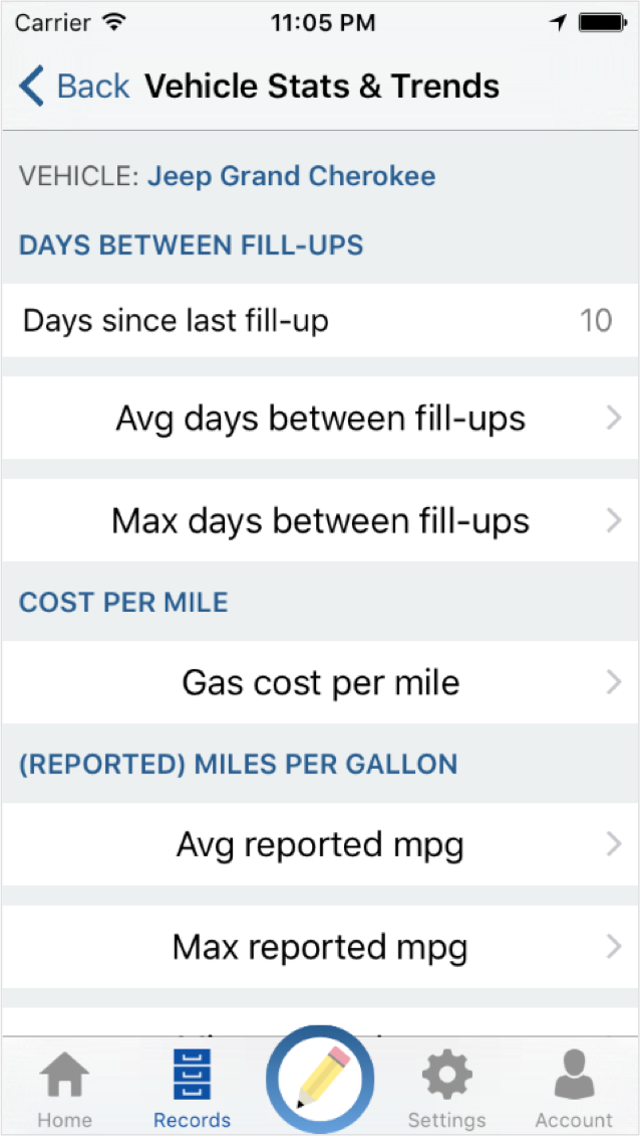 Carrier 11:05 PM
Back Vehicle Stats & Trends
VEHICLE: Jeep Grand Cherokee
DAYS BETWEEN FILL-UPS
Days since last fill-up 10
Avg days between fill-ups
Max days between fill-ups
COST PER MILE
Gas cost per mile
(REPORTED) MILES PER GALLON
Avg reported mpg
Max reported mpg
Home Records Settings Account